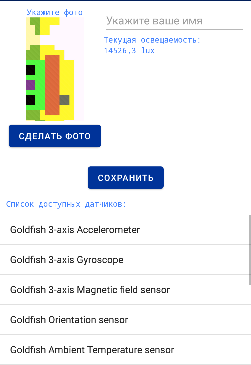 Укажите фото
Укажите ваше имя
Текущая освещаемость:
14526,3 lux
СДЕЛАТЬ ФОТО
СОХРАНИТЬ
Список доступных датчиков:
Goldfish 3-axis Accelerometer
Goldfish 3-axis Gyroscope
Goldfish 3-axis Magnetic field sensor
Goldfish Orientation sensor
Goldfish Ambient Temperature sensor